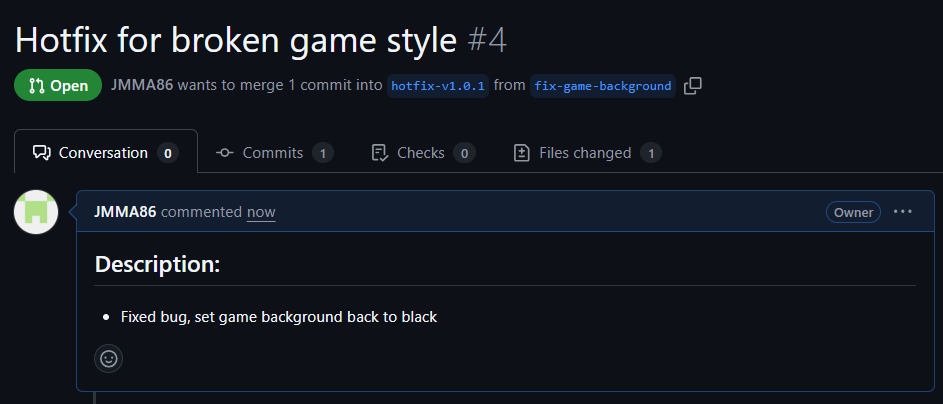 Hotfix for broken game style #4
Open JMMA86 wants to merge 1 commit into hotfix-v1.0.1 from fix-game-background
Conversation 0 Commits 1 Checks 0 Files changed 1
JMMA86 commented now Owner
Description:
Fixed bug, set game background back to black